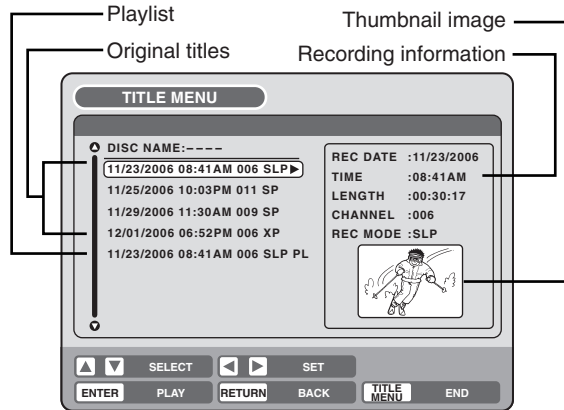 Playlist
Thumbnail image
Original titles
Recording information
TITLE MENU
DISC NAME:----
11/23/2006 08:41AM 006 SLP▶
11/25/2006 10:03PM 011 SP
11/29/2006 11:30AM 009 SP
12/01/2006 06:52PM 006 XP
11/23/2006 08:41AM 006 SLP PL
REC DATE :11/23/2006
TIME :08:41AM
LENGTH :00:30:17
CHANNEL :006
REC MODE :SLP
SELECT SET
ENTER PLAY RETURN BACK TITLE MENU END